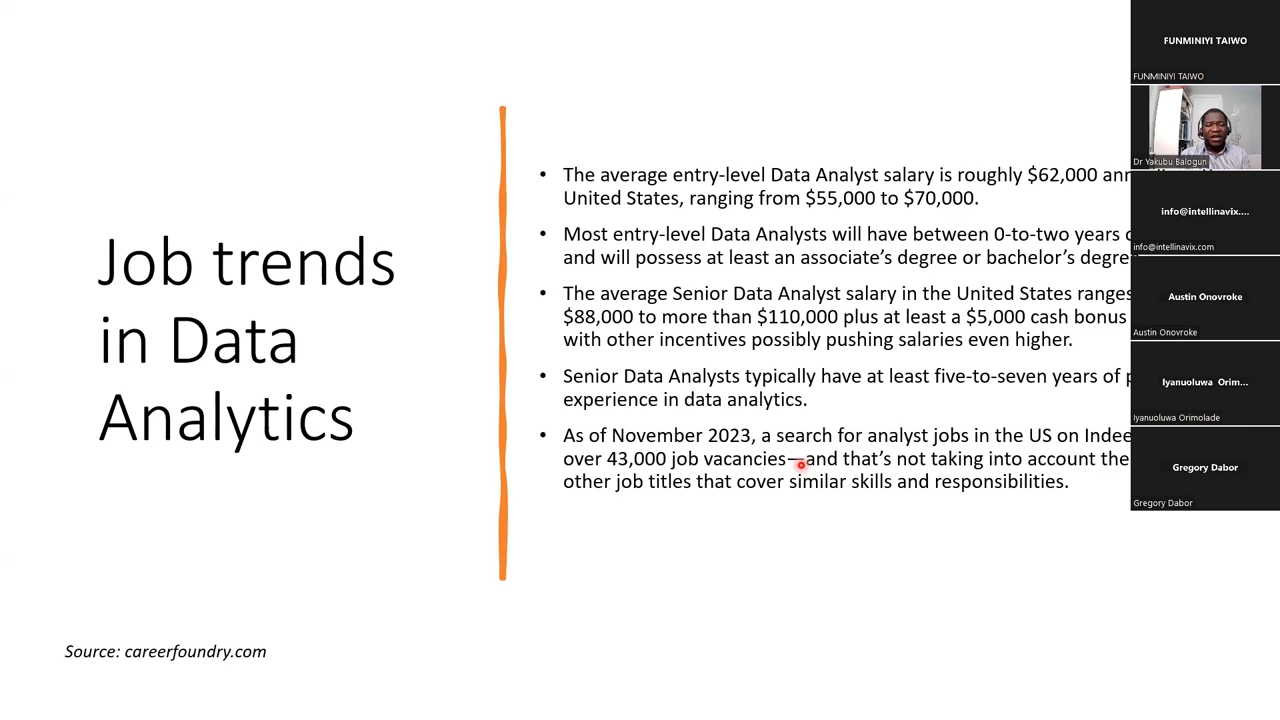 Job trends
in Data
Analytics
• The average entry-level Data Analyst salary is roughly $62,000
United States, ranging from $55,000 to $70,000.
• Most entry-level Data Analysts will have between 0-to-two years
and will possess at least an associate’s degree or bachelor’s
• The average Senior Data Analyst salary in the United States ranges
$88,000 to more than $110,000 plus at least a $5,000 cash bonus
with other incentives possibly pushing salaries even higher.
• Senior Data Analysts typically have at least five-to-seven years of
experience in data analytics.
• As of November 2023, a search for analyst jobs in the US on
over 43,000 job vacancies—and that’s not taking into account the
other job titles that cover similar skills and responsibilities.
Source: careerfoundry.com
FUNMINIYI TAIWO
FUNMINIYI TAIWO
Dr Yakubu Balogun
info@intellinavix....
info@intellinavix.com
Austin Onovroke
Austin Onovroke
Iyanuoluwa Orim...
Iyanuoluwa Orimolade
Gregory Dabor
Gregory Dabor